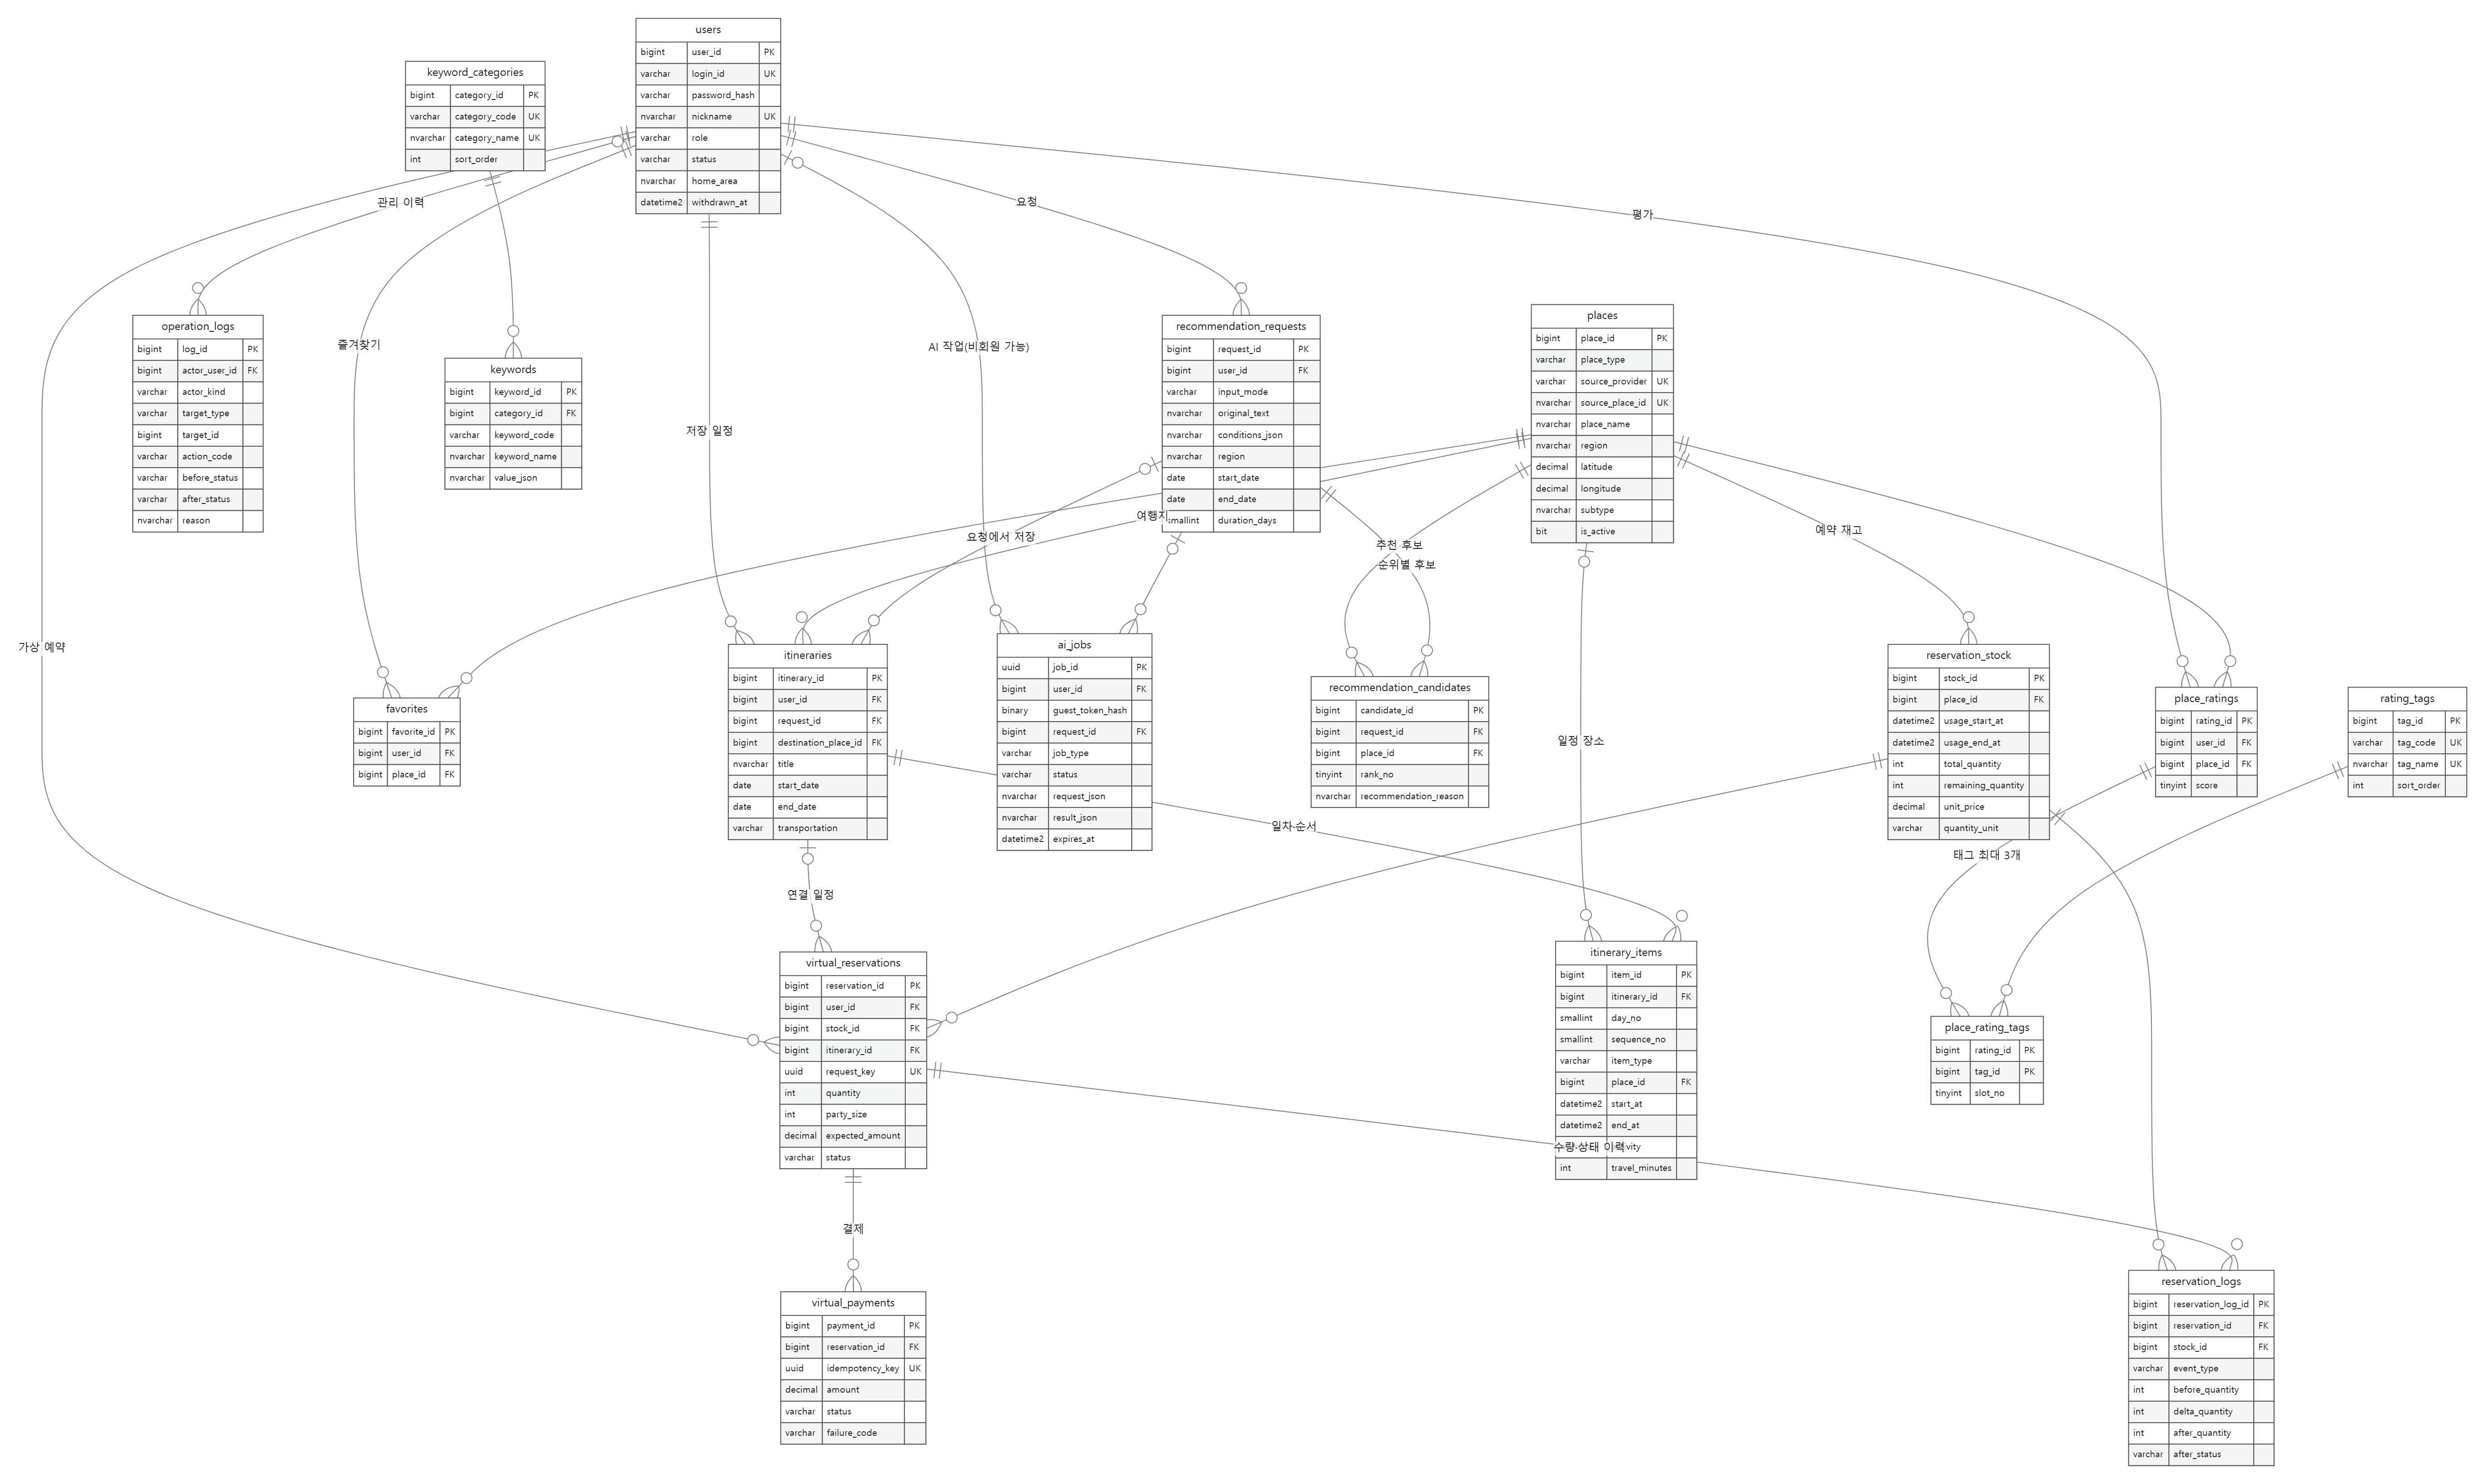 users
bigint user_id PK
varchar login_id UK
varchar password_hash
nvarchar nickname UK
varchar role
varchar status
nvarchar home_area
datetime2 withdrawn_at
keyword_categories
bigint category_id PK
varchar category_code UK
nvarchar category_name UK
int sort_order
관리 이력
요청
평가
operation_logs
bigint log_id PK
bigint actor_user_id FK
varchar actor_kind
varchar target_type
bigint target_id
varchar action_code
varchar before_status
varchar after_status
nvarchar reason
즐겨찾기
keywords
bigint keyword_id PK
bigint category_id FK
varchar keyword_code
nvarchar keyword_name
nvarchar value_json
저장 일정
AI 작업(비회원 가능)
recommendation_requests
bigint request_id PK
bigint user_id FK
varchar input_mode
nvarchar original_text
nvarchar conditions_json
nvarchar region
date start_date
date end_date
smallint duration_days
places
bigint place_id PK
varchar place_type
varchar source_provider UK
nvarchar source_place_id UK
nvarchar place_name
nvarchar region
decimal latitude
decimal longitude
nvarchar subtype
bit is_active
여행지
요청에서 저장
추천 후보
순위별 후보
예약 재고
가상 예약
favorites
bigint favorite_id PK
bigint user_id FK
bigint place_id FK
itineraries
bigint itinerary_id PK
bigint user_id FK
bigint request_id FK
bigint destination_place_id FK
nvarchar title
date start_date
date end_date
varchar transportation
ai_jobs
uuid job_id PK
bigint user_id FK
binary guest_token_hash
bigint request_id FK
varchar job_type
varchar status
nvarchar request_json
nvarchar result_json
datetime2 expires_at
recommendation_candidates
bigint candidate_id PK
bigint request_id FK
bigint place_id FK
tinyint rank_no
nvarchar recommendation_reason
일정 장소
reservation_stock
bigint stock_id PK
bigint place_id FK
datetime2 usage_start_at
datetime2 usage_end_at
int total_quantity
int remaining_quantity
decimal unit_price
varchar quantity_unit
place_ratings
bigint rating_id PK
bigint user_id FK
bigint place_id FK
tinyint score
rating_tags
bigint tag_id PK
varchar tag_code UK
nvarchar tag_name UK
int sort_order
일차·순서
태그 최대 3개
연결 일정
virtual_reservations
bigint reservation_id PK
bigint user_id FK
bigint stock_id FK
bigint itinerary_id FK
uuid request_key UK
int quantity
int party_size
decimal expected_amount
varchar status
itinerary_items
bigint item_id PK
bigint itinerary_id FK
smallint day_no
smallint sequence_no
varchar item_type
bigint place_id FK
datetime2 start_at
datetime2 end_at
수량·상태 이력
int travel_minutes
place_rating_tags
bigint rating_id PK
bigint tag_id PK
tinyint slot_no
결제
virtual_payments
bigint payment_id PK
bigint reservation_id FK
uuid idempotency_key UK
decimal amount
varchar status
varchar failure_code
reservation_logs
bigint reservation_log_id PK
bigint reservation_id FK
bigint stock_id FK
varchar event_type
int before_quantity
int delta_quantity
int after_quantity
varchar after_status